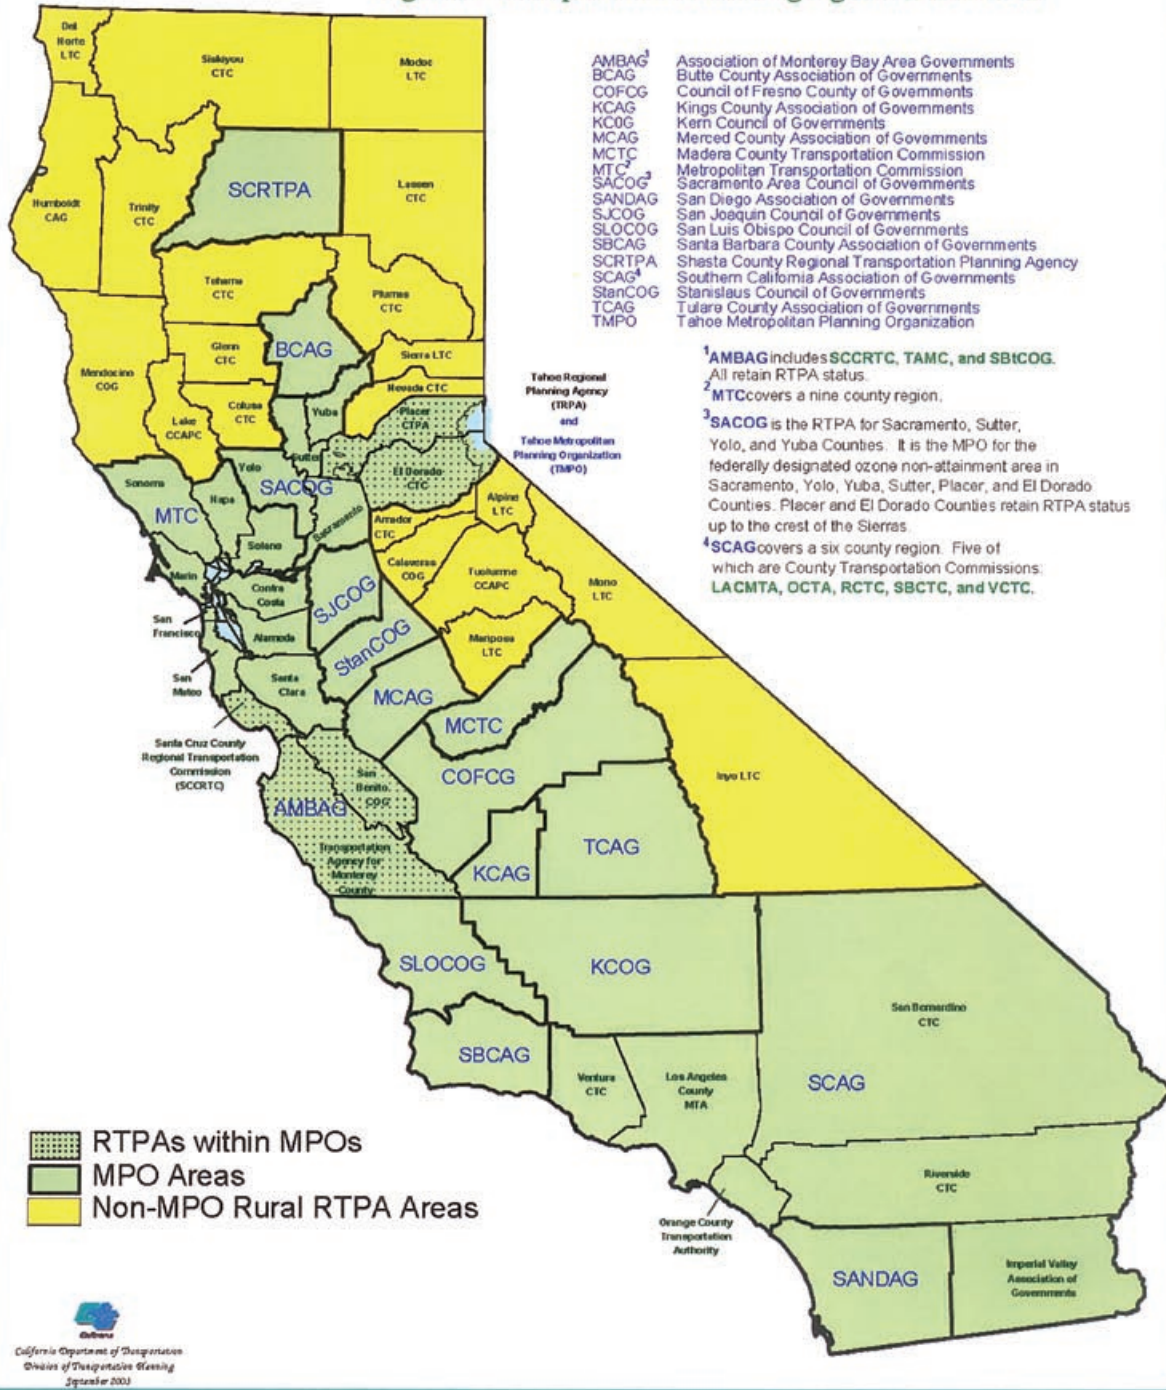 AMBAG¹ Association of Monterey Bay Area Governments
BCAG Butte County Association of Governments
COFCG Council of Fresno County of Governments
KCAG Kings County Association of Governments
KC0G Kern Council of Governments
MCAG Merced County Association of Governments
MCTC Madera County Transportation Commission
MTC² Metropolitan Transportation Commission
SACOG³ Sacramento Area Council of Governments
SANDAG San Diego Association of Governments
SJCOG San Joaquin Council of Governments
SLOCOG San Luis Obispo Council of Governments
SBCAG Santa Barbara County Association of Governments
SCRTPA Shasta County Regional Transportation Planning Agency
SCAG⁴ Southern California Association of Governments
StanCOG Stanislaus Council of Governments
TCAG Tulare County Association of Governments
TMPO Tahoe Metropolitan Planning Organization
¹AMBAG includes SCCRTC, TAMC, and SBtCOG.
All retain RTPA status.
²MTC covers a nine county region.
³SACOG is the RTPA for Sacramento, Sutter,
Yolo, and Yuba Counties. It is the MPO for the
federally designated ozone non-attainment area in
Sacramento, Yolo, Yuba, Sutter, Placer, and El Dorado
Counties. Placer and El Dorado Counties retain RTPA status
up to the crest of the Sierras
⁴SCAG covers a six county region. Five of
which are County Transportation Commissions:
LACMTA, OCTA, RCTC, SBCTC, and VCTC.
Del
Norte
LTC
Siskiyou
CTC
Modoc
LTC
Humboldt
CAG
Trinity
CTC
SCRTPA
Lassen
CTC
Tehama
CTC
Plumas
CTC
Mendocino
COG
Glenn
CTC
BCAG
Sierra LTC
Nevada CTC
Lake
CCAPC
Colusa
CTC
Yuba
Sutter
Placer
CTPA
Tahoe Regional
Planning Agency
(TRPA)
and
Tahoe Metropolitan
Planning Organization
(TMPO)
El Dorado
CTC
Sonoma
Napa
Yolo
SACOG
Sacramento
MTC
Solano
Marin
Contra
Costa
San
Francisco
Alameda
San
Mateo
Santa
Clara
Amador
CTC
Alpine
LTC
Calaveras
COG
Tuolumne
CCAPC
Mono
LTC
SJCOG
StanCOG
Mariposa
LTC
MCAG
MCTC
COFCG
Inyo LTC
Santa Cruz County
Regional Transportation
Commission
(SCCRTC)
San
Benito
COG
AMBAG
Transportation
Agency for
Monterey
County
KCAG
TCAG
SLOCOG
KCOG
SBCAG
Ventura
CTC
Los Angeles
County
MTA
San Bernardino
CTC
SCAG
Riverside
CTC
Orange County
Transportation
Authority
SANDAG
Imperial Valley
Association of
Governments
RTPAs within MPOs
MPO Areas
Non-MPO Rural RTPA Areas
Caltrans
California Department of Transportation
Division of Transportation Planning
September 2003